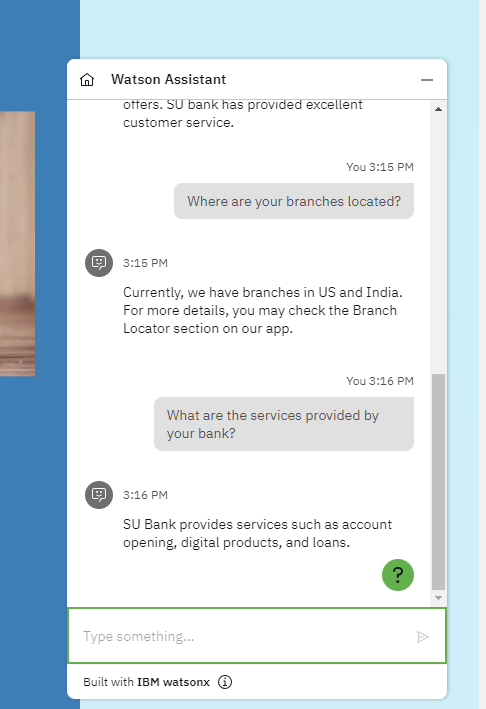 Watson Assistant
offers. SU bank has provided excellent
customer service.
You 3:15 PM
Where are your branches located?
3:15 PM
Currently, we have branches in US and India.
For more details, you may check the Branch
Locator section on our app.
You 3:16 PM
What are the services provided by
your bank?
3:16 PM
SU Bank provides services such as account
opening, digital products, and loans.
?
Type something...
Built with IBM watsonx